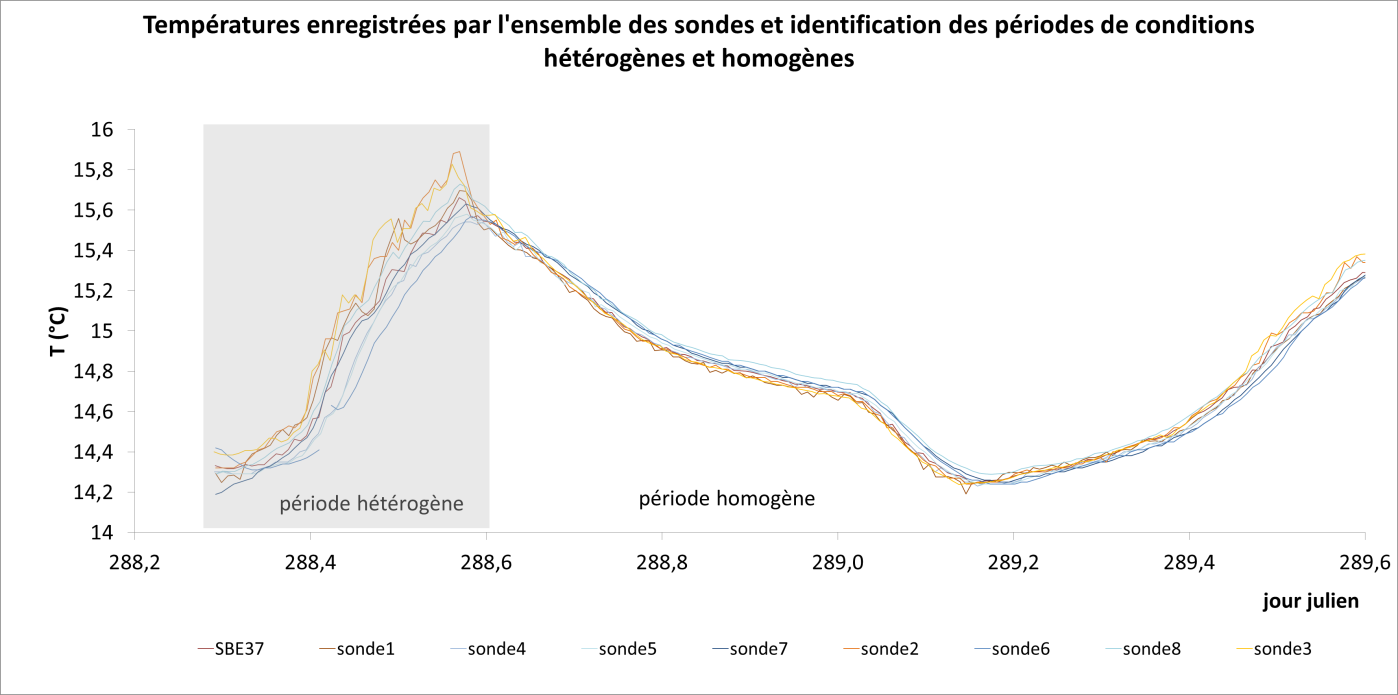 Températures enregistrées par l'ensemble des sondes et identification des périodes de conditions
hétérogènes et homogènes
T (°C)
16
15,8
15,6
15,4
15,2
15
14,8
14,6
14,4
14,2
14
période hétérogène
période homogène
288,2 288,4 288,6 288,8 289,0 289,2 289,4 289,6
jour julien
SBE37 sonde1 sonde4 sonde5 sonde7 sonde2 sonde6 sonde8 sonde3